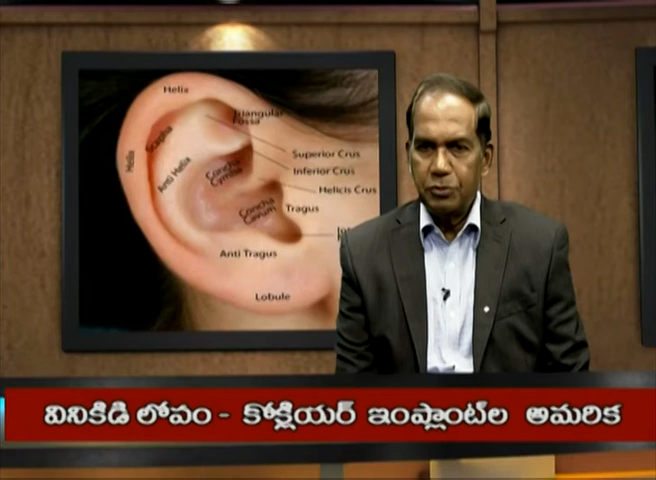 Helix
Triangular
Fossa
Scapha
Superior Crus
Inferior Crus
Helix
Anti Helix
Concha
Cymba
Helicis Crus
Concha
Cavum
Tragus
Anti Tragus
Lobule
వినికిడి లోపం - కోక్లియర్ ఇంప్లాంట్‌ల అమరిక